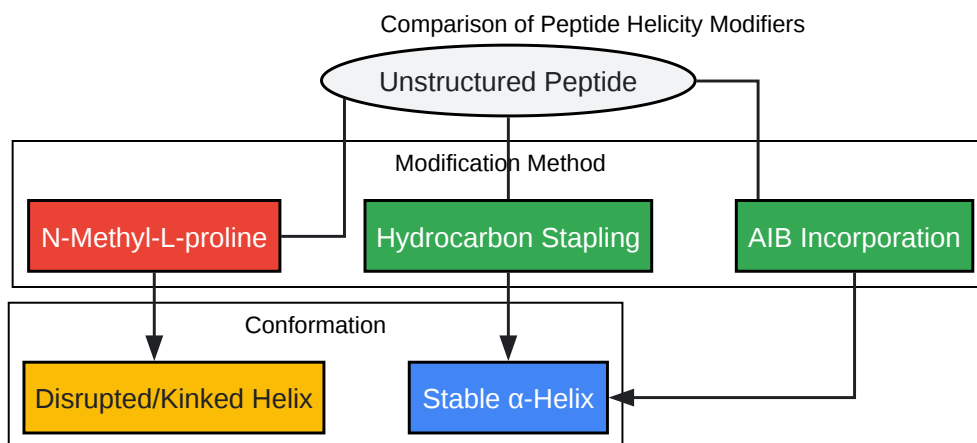 Comparison of Peptide Helicity Modifiers
Unstructured Peptide
Modification Method
N-Methyl-L-proline
Hydrocarbon Stapling
AIB Incorporation
Conformation
Disrupted/Kinked Helix
Stable α-Helix